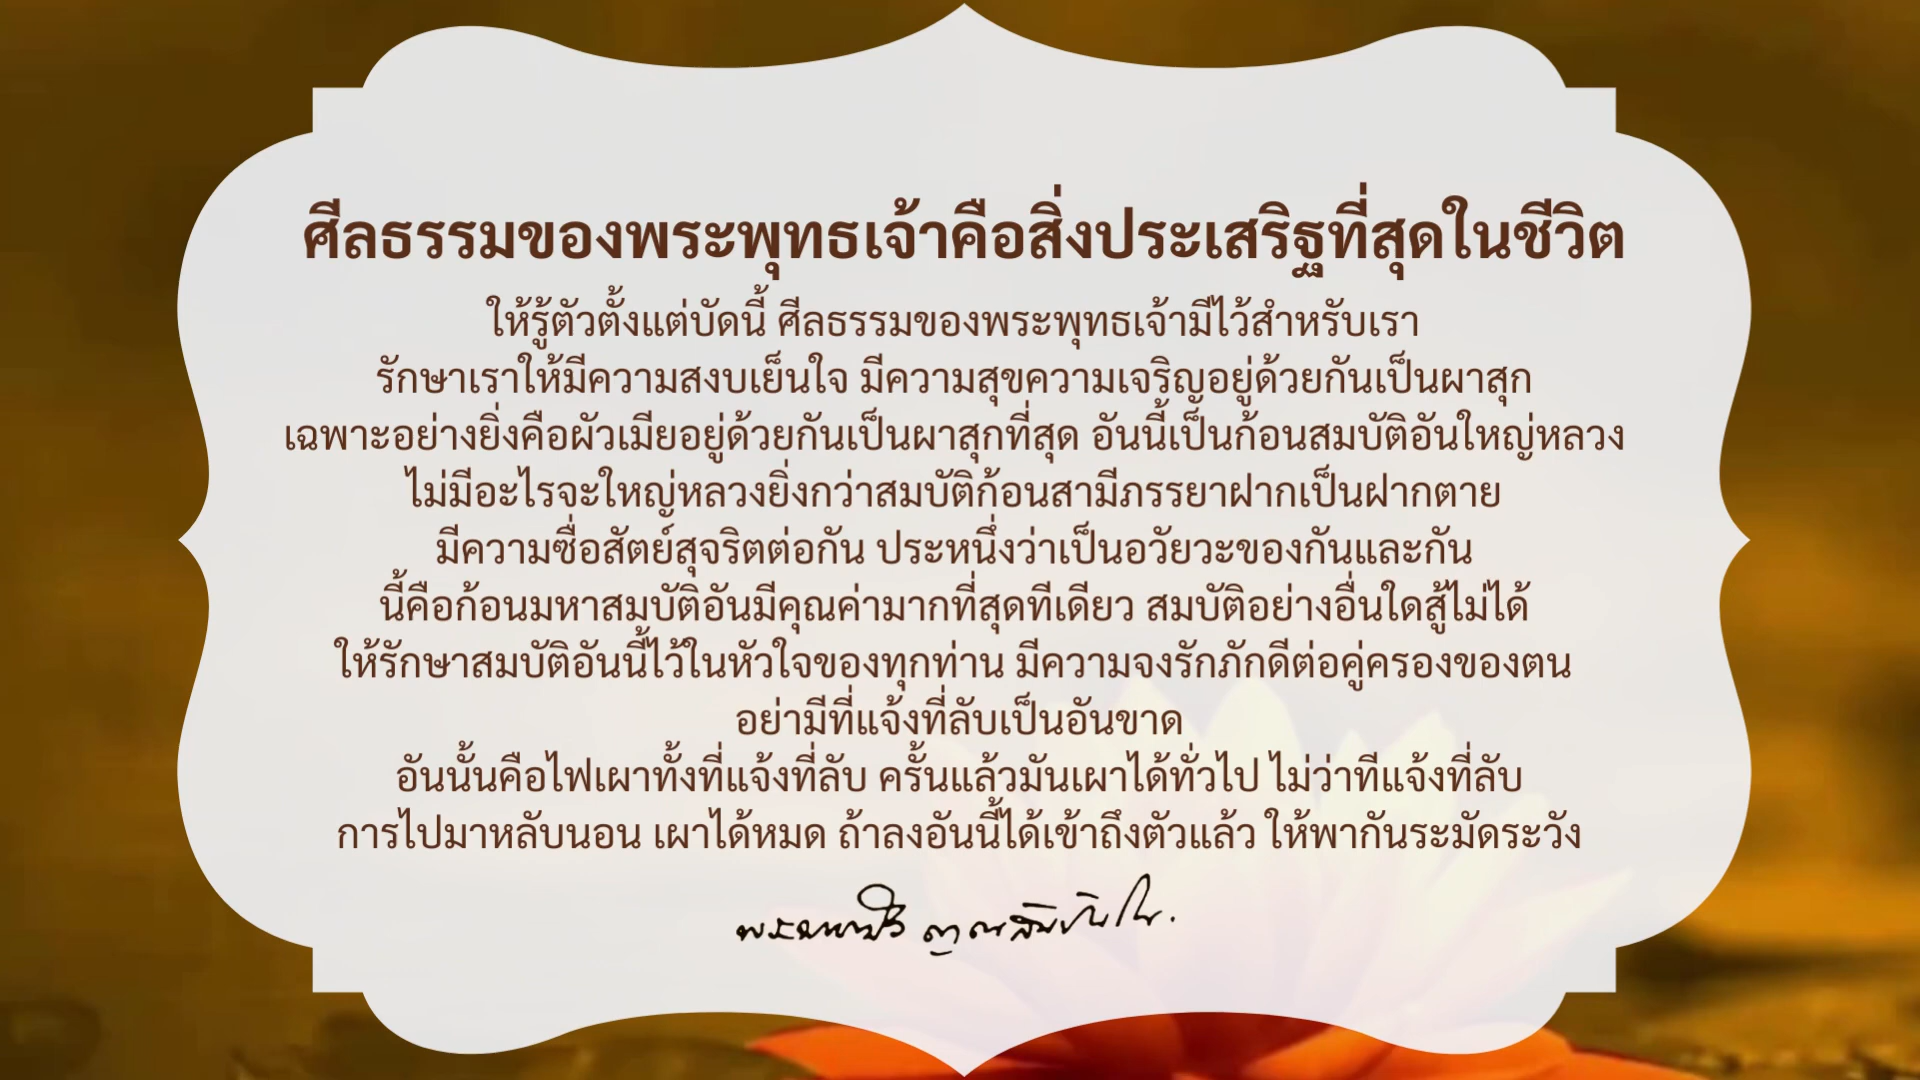 ศีลธรรมของพระพุทธเจ้าคือสิ่งประเสริฐที่สุดในชีวิต
ให้รู้ตัวตั้งแต่บัดนี้ ศีลธรรมของพระพุทธเจ้ามีไว้สำหรับเรา
รักษาเราให้มีความสงบเย็นใจ มีความสุขความเจริญอยู่ด้วยกันเป็นผาสุก
เฉพาะอย่างยิ่งคือผัวเมียอยู่ด้วยกันเป็นผาสุกที่สุด อันนี้เป็นก้อนสมบัติอันใหญ่หลวง
ไม่มีอะไรจะใหญ่หลวงยิ่งกว่าสมบัติก้อนสามีภรรยาฝากเป็นฝากตาย
มีความซื่อสัตย์สุจริตต่อกัน ประหนึ่งว่าเป็นอวัยวะของกันและกัน
นี้คือก้อนมหาสมบัติอันมีคุณค่ามากที่สุดทีเดียว สมบัติอย่างอื่นใดสู้ไม่ได้
ให้รักษาสมบัติอันนี้ไว้ในหัวใจของทุกท่าน มีความจงรักภักดีต่อคู่ครองของตน
อย่ามีที่แจ้งที่ลับเป็นอันขาด
อันนั้นคือไฟเผาทั้งที่แจ้งที่ลับ ครั้นแล้วมันเผาได้ทั่วไป ไม่ว่าทีแจ้งที่ลับ
การไปมาหลับนอน เผาได้หมด ถ้าลงอันนี้ได้เข้าถึงตัวแล้ว ให้พากันระมัดระวัง